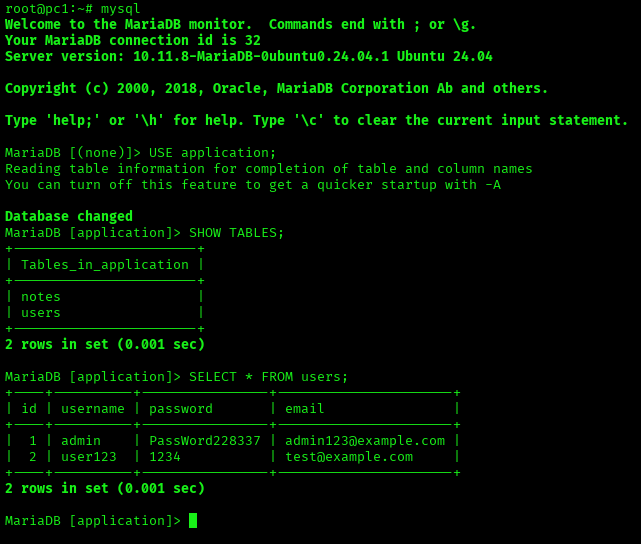 root@pc1:~# mysql
Welcome to the MariaDB monitor.  Commands end with ; or \g.
Your MariaDB connection id is 32
Server version: 10.11.8-MariaDB-0ubuntu0.24.04.1 Ubuntu 24.04

Copyright (c) 2000, 2018, Oracle, MariaDB Corporation Ab and others.

Type 'help;' or '\h' for help. Type '\c' to clear the current input statement.

MariaDB [(none)]> USE application;
Reading table information for completion of table and column names
You can turn off this feature to get a quicker startup with -A

Database changed
MariaDB [application]> SHOW TABLES;
+-----------------------+
| Tables_in_application |
+-----------------------+
| notes                 |
| users                 |
+-----------------------+
2 rows in set (0.001 sec)

MariaDB [application]> SELECT * FROM users;
+----+----------+----------------+----------------------+
| id | username | password       | email                |
+----+----------+----------------+----------------------+
|  1 | admin    | PassWord228337 | admin123@example.com |
|  2 | user123  | 1234           | test@example.com     |
+----+----------+----------------+----------------------+
2 rows in set (0.001 sec)

MariaDB [application]>